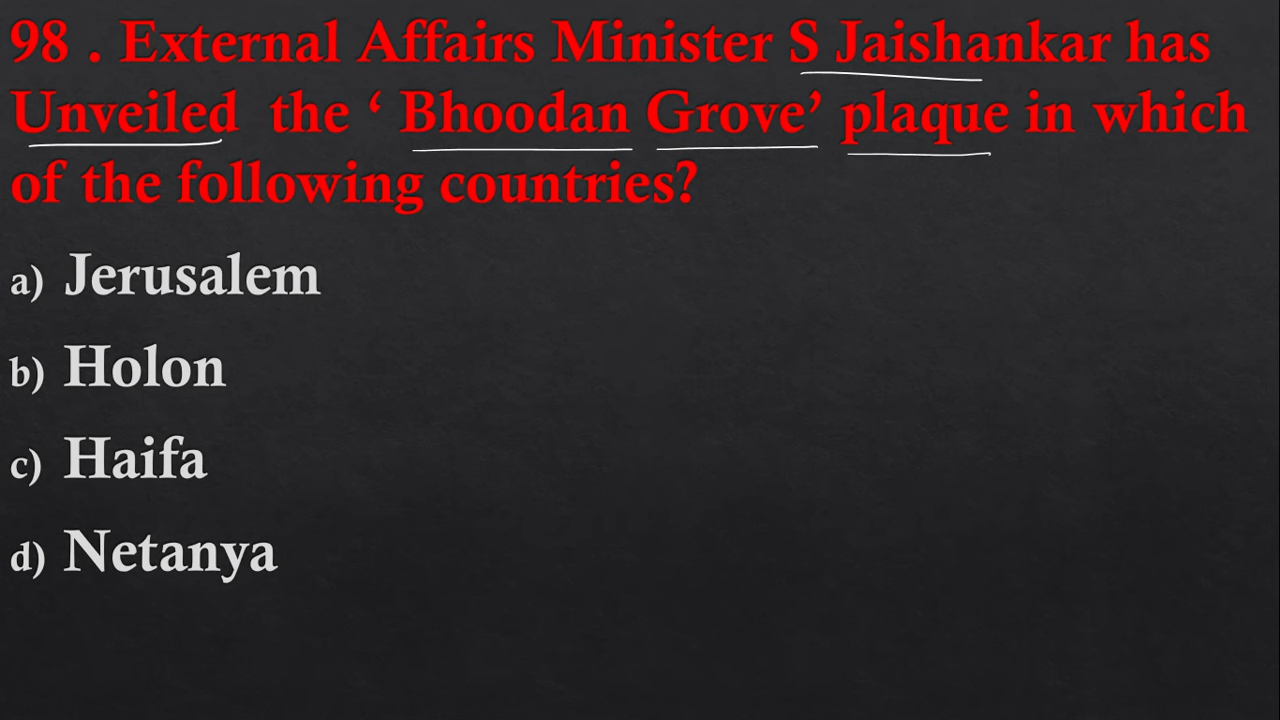 98 . External Affairs Minister S Jaishankar has
Unveiled the ‘ Bhoodan Grove’ plaque in which
of the following countries?
a) Jerusalem
b) Holon
c) Haifa
d) Netanya